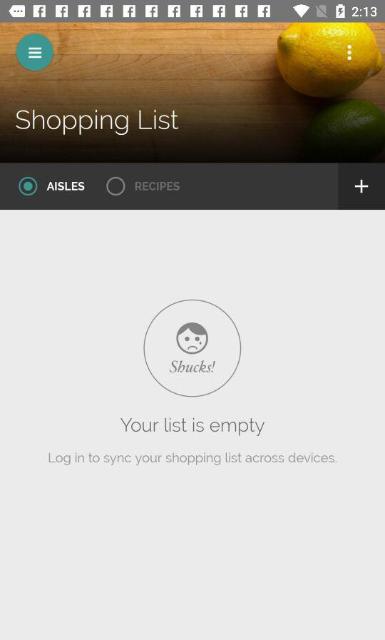 2:13
Shopping List
AISLES RECIPES
Shucks!
Your list is empty
Log in to sync your shopping list across devices.